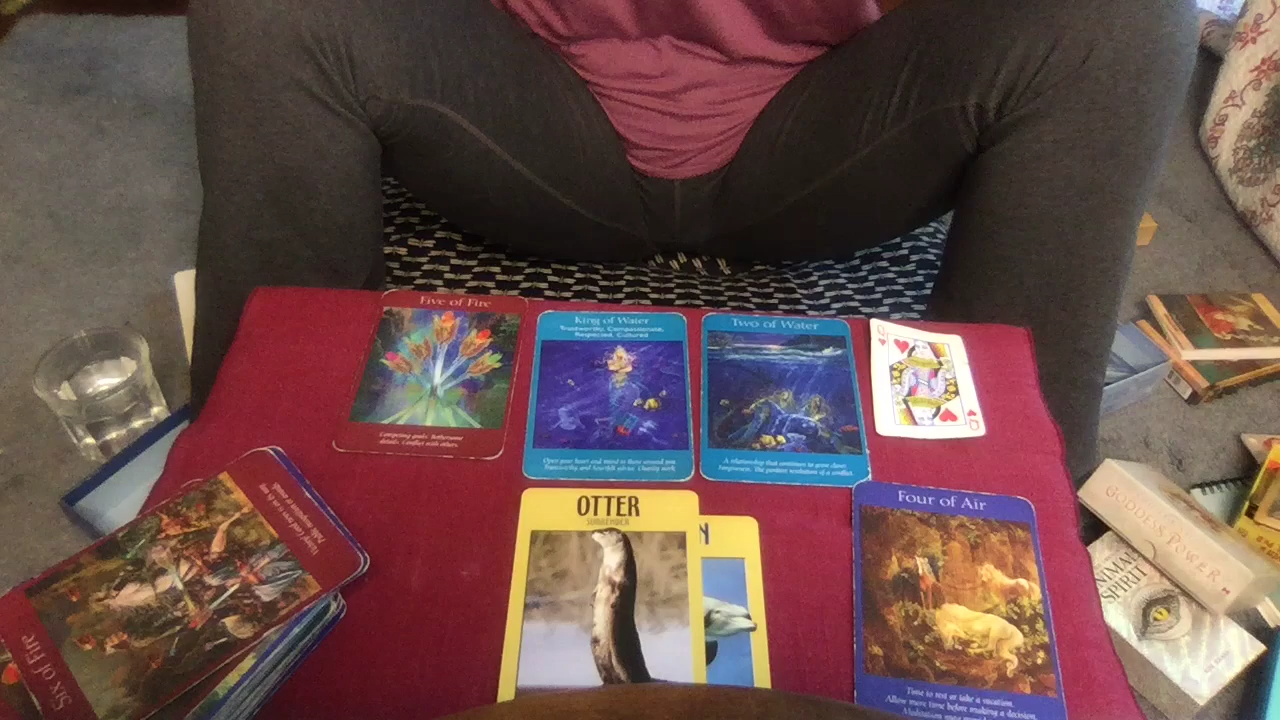 Five of Fire
Competing goals. Bothersome
details. Conflict with others.
King of Water
Trustworthy, Compassionate,
Respected, Cultured
Open your heart and mind to those around you.
Trustworthy and heartfelt advice. Charity work.
Two of Water
A relationship that continues to grow closer.
Forgiveness. The positive resolution of a conflict.
Q
Q
OTTER
SURRENDER
N
Four of Air
Time to rest or take a vacation.
Allow more time before making a decision.
Six of Fire
GODDESS POWER
ANIMAL
SPIRIT